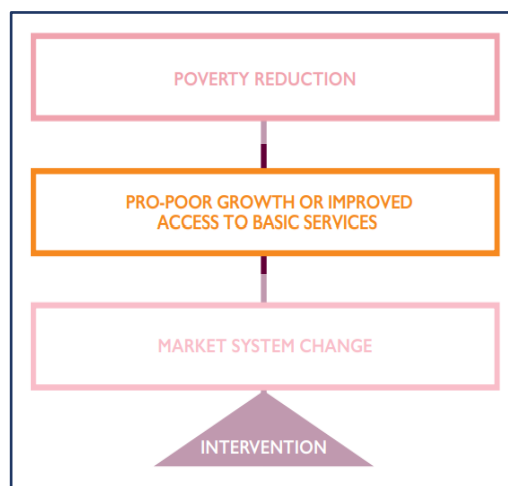 POVERTY REDUCTION
PRO-POOR GROWTH OR IMPROVED
ACCESS TO BASIC SERVICES
MARKET SYSTEM CHANGE
INTERVENTION